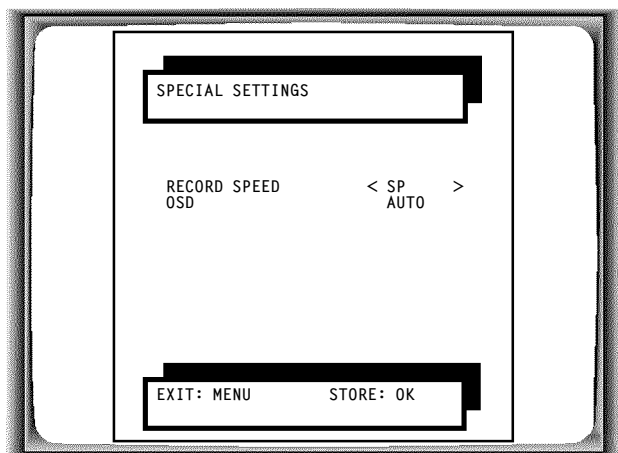 SPECIAL SETTINGS
RECORD SPEED < SP >
OSD AUTO
EXIT: MENU STORE: OK